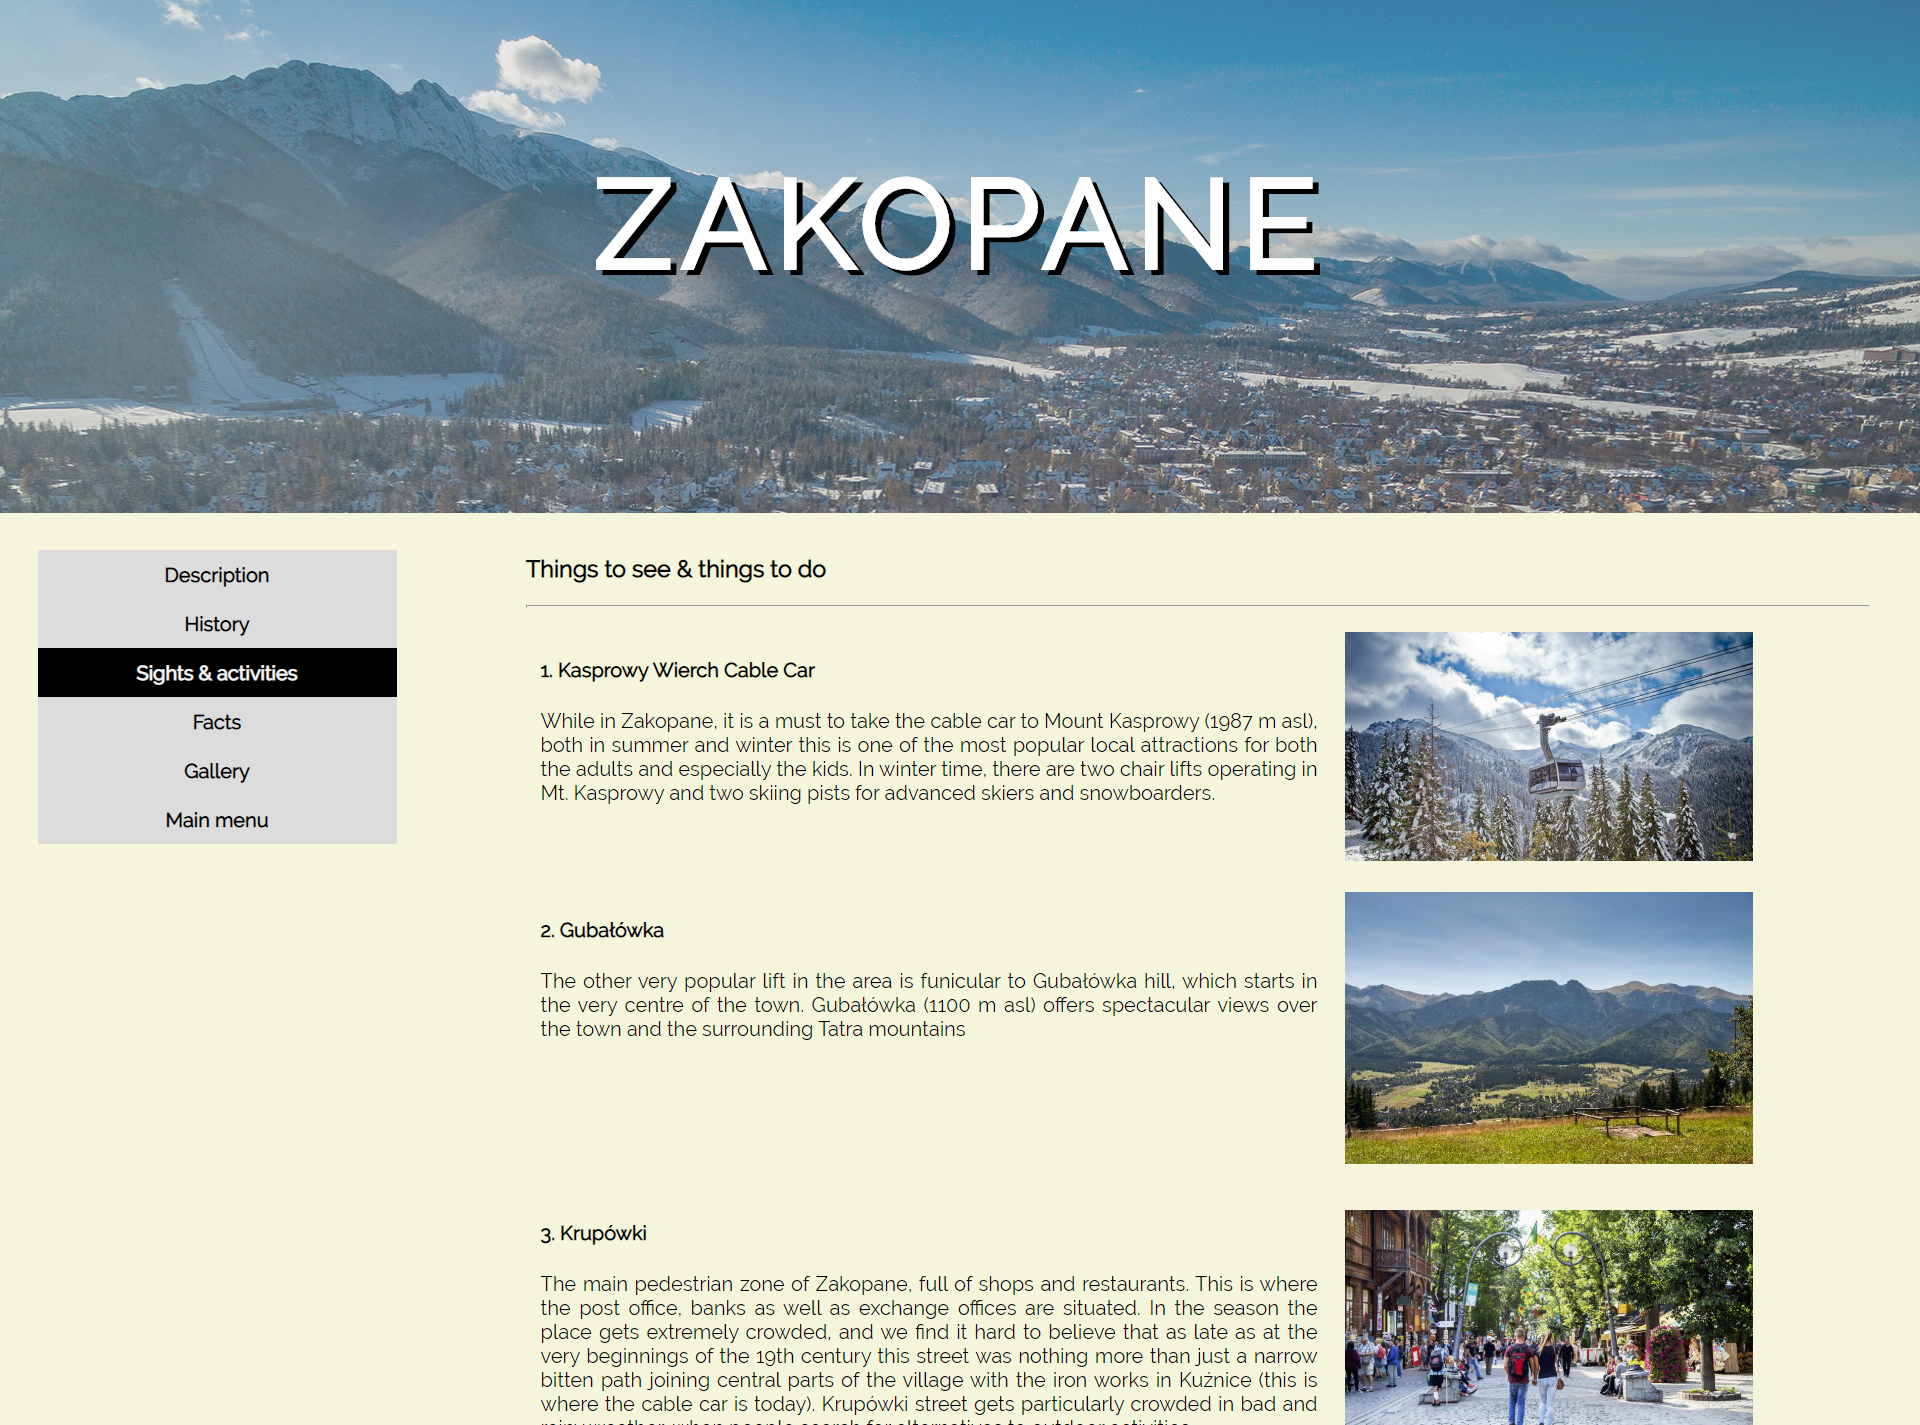 ZAKOPANE
Description
History
Sights & activities
Facts
Gallery
Main menu
Things to see & things to do
1. Kasprowy Wierch Cable Car
While in Zakopane, it is a must to take the cable car to Mount Kasprowy (1987 m asl),
both in summer and winter this is one of the most popular local attractions for both
the adults and especially the kids. In winter time, there are two chair lifts operating in
Mt. Kasprowy and two skiing pists for advanced skiers and snowboarders.
2. Gubałówka
The other very popular lift in the area is funicular to Gubałówka hill, which starts in
the very centre of the town. Gubałówka (1100 m asl) offers spectacular views over
the town and the surrounding Tatra mountains
3. Krupówki
The main pedestrian zone of Zakopane, full of shops and restaurants. This is where
the post office, banks as well as exchange offices are situated. In the season the
place gets extremely crowded, and we find it hard to believe that as late as at the
very beginnings of the 19th century this street was nothing more than just a narrow
bitten path joining central parts of the village with the iron works in Kuźnice (this is
where the cable car is today). Krupówki street gets particularly crowded in bad and